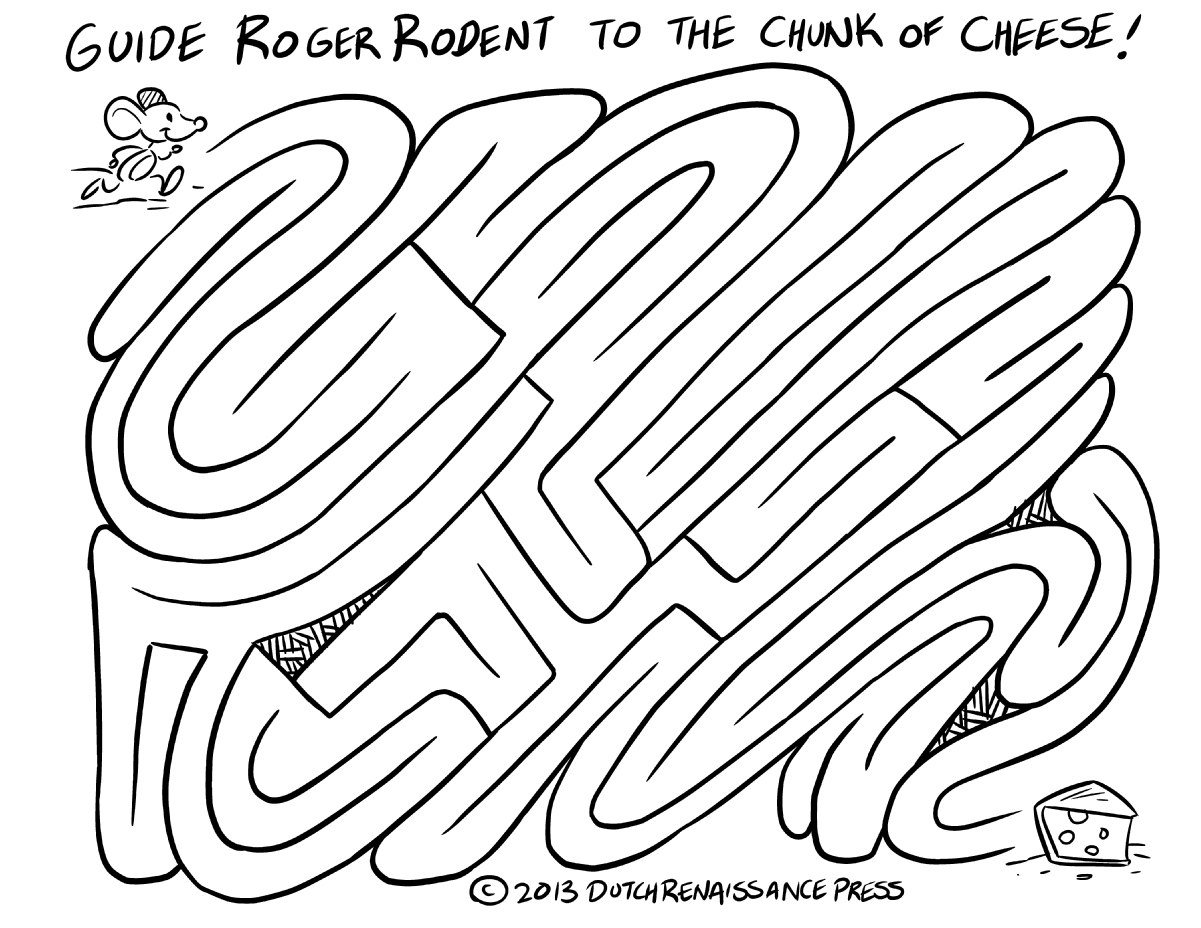 GUIDE ROGER RODENT TO THE CHUNK OF CHEESE!
© 2013 DUTCH RENAISSANCE PRESS